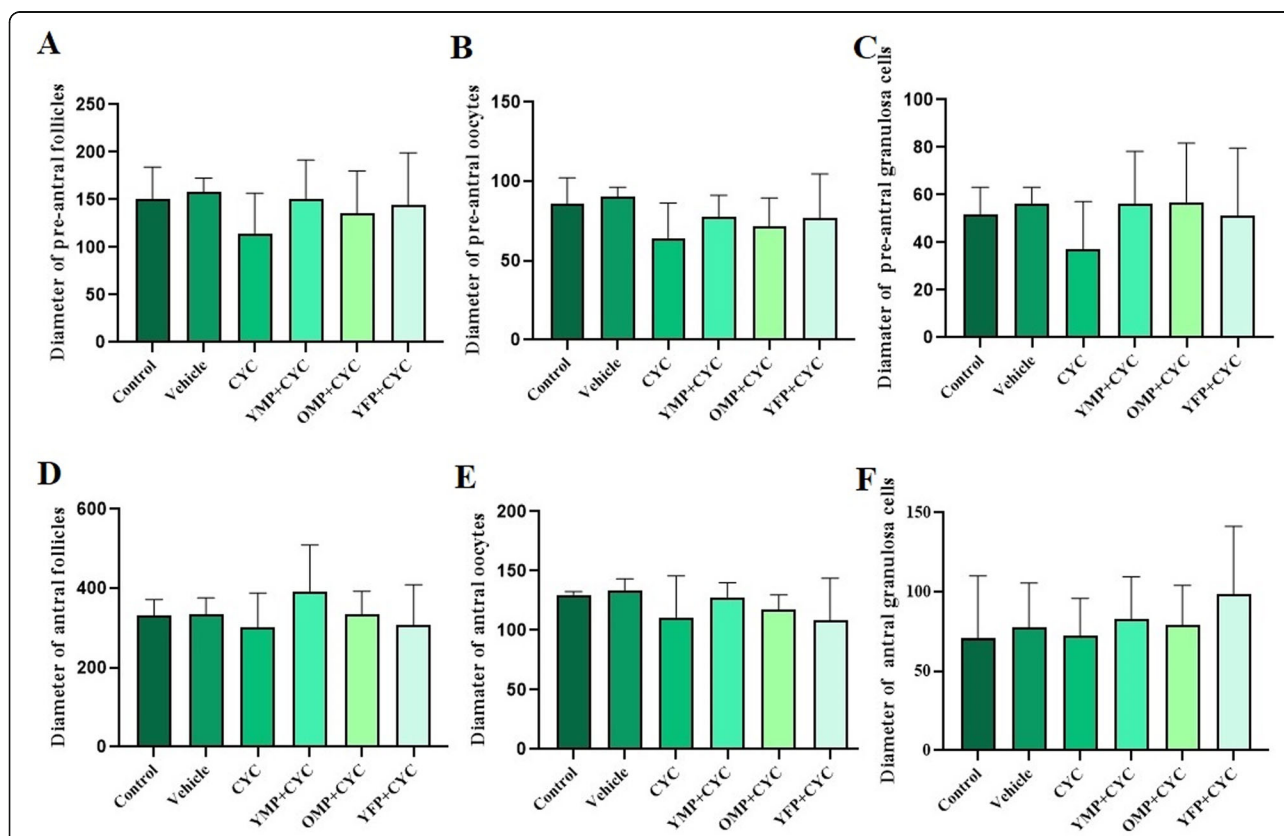 A
Diameter of pre-antral follicles
250
200
150
100
50
0
Control
Vehicle
CYC
YMP+CYC
OMP+CYC
YFP+CYC
B
Diameter of pre-antral oocytes
150
100
50
0
Control
Vehicle
CYC
YMP+CYC
OMP+CYC
YFP+CYC
C
Diamater of pre-antral granulosa cells
100
80
60
40
20
0
Control
Vehicle
CYC
YMP+CYC
OMP+CYC
YFP+CYC
D
Diameter of antral follicles
600
400
200
0
Control
Vehicle
CYC
YMP+CYC
OMP+CYC
YFP+CYC
E
Diamater of antral oocytes
200
150
100
50
0
Control
Vehicle
CYC
YMP+CYC
OMP+CYC
YFP+CYC
F
Diamater of antral granulosa cells
150
100
50
0
Control
Vehicle
CYC
YMP+CYC
OMP+CYC
YFP+CYC